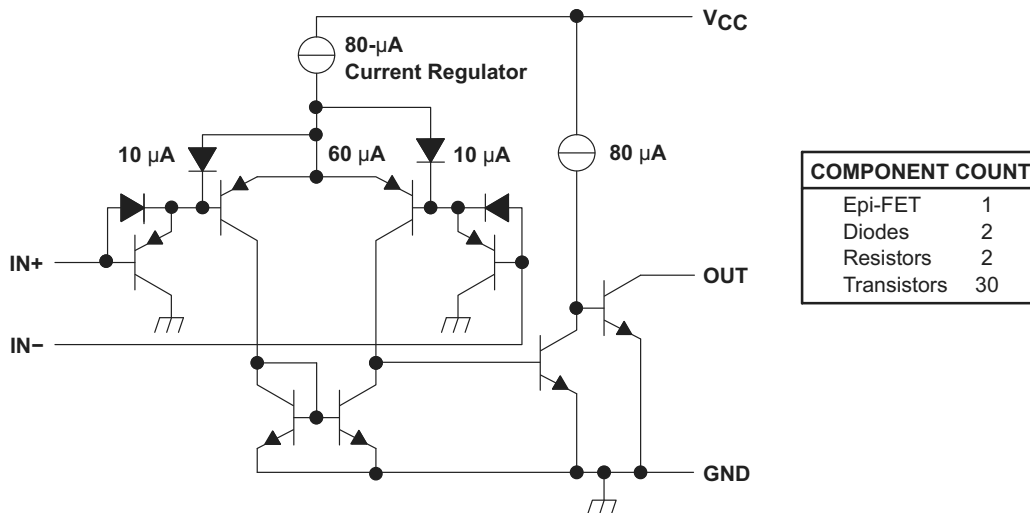 VCC
80-µA
Current Regulator
10 µA
60 µA
10 µA
80 µA
IN+
IN−
OUT
GND
COMPONENT COUNT
Epi-FET 1
Diodes 2
Resistors 2
Transistors 30